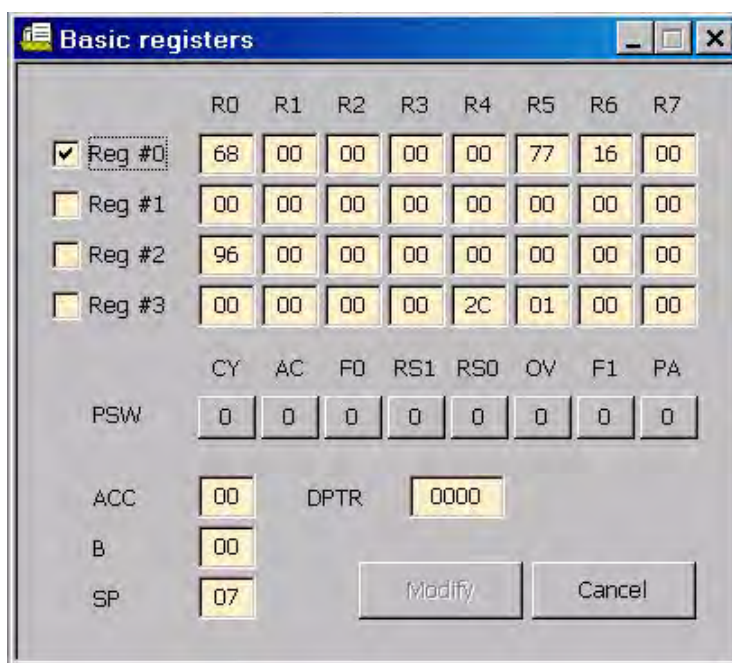 Basic registers
R0 R1 R2 R3 R4 R5 R6 R7
Reg #0 68 00 00 00 00 77 16 00
Reg #1 00 00 00 00 00 00 00 00
Reg #2 96 00 00 00 00 00 00 00
Reg #3 00 00 00 00 2C 01 00 00
CY AC F0 RS1 RS0 OV F1 PA
PSW 0 0 0 0 0 0 0 0
ACC 00 DPTR 0000
B 00
SP 07 Modify Cancel